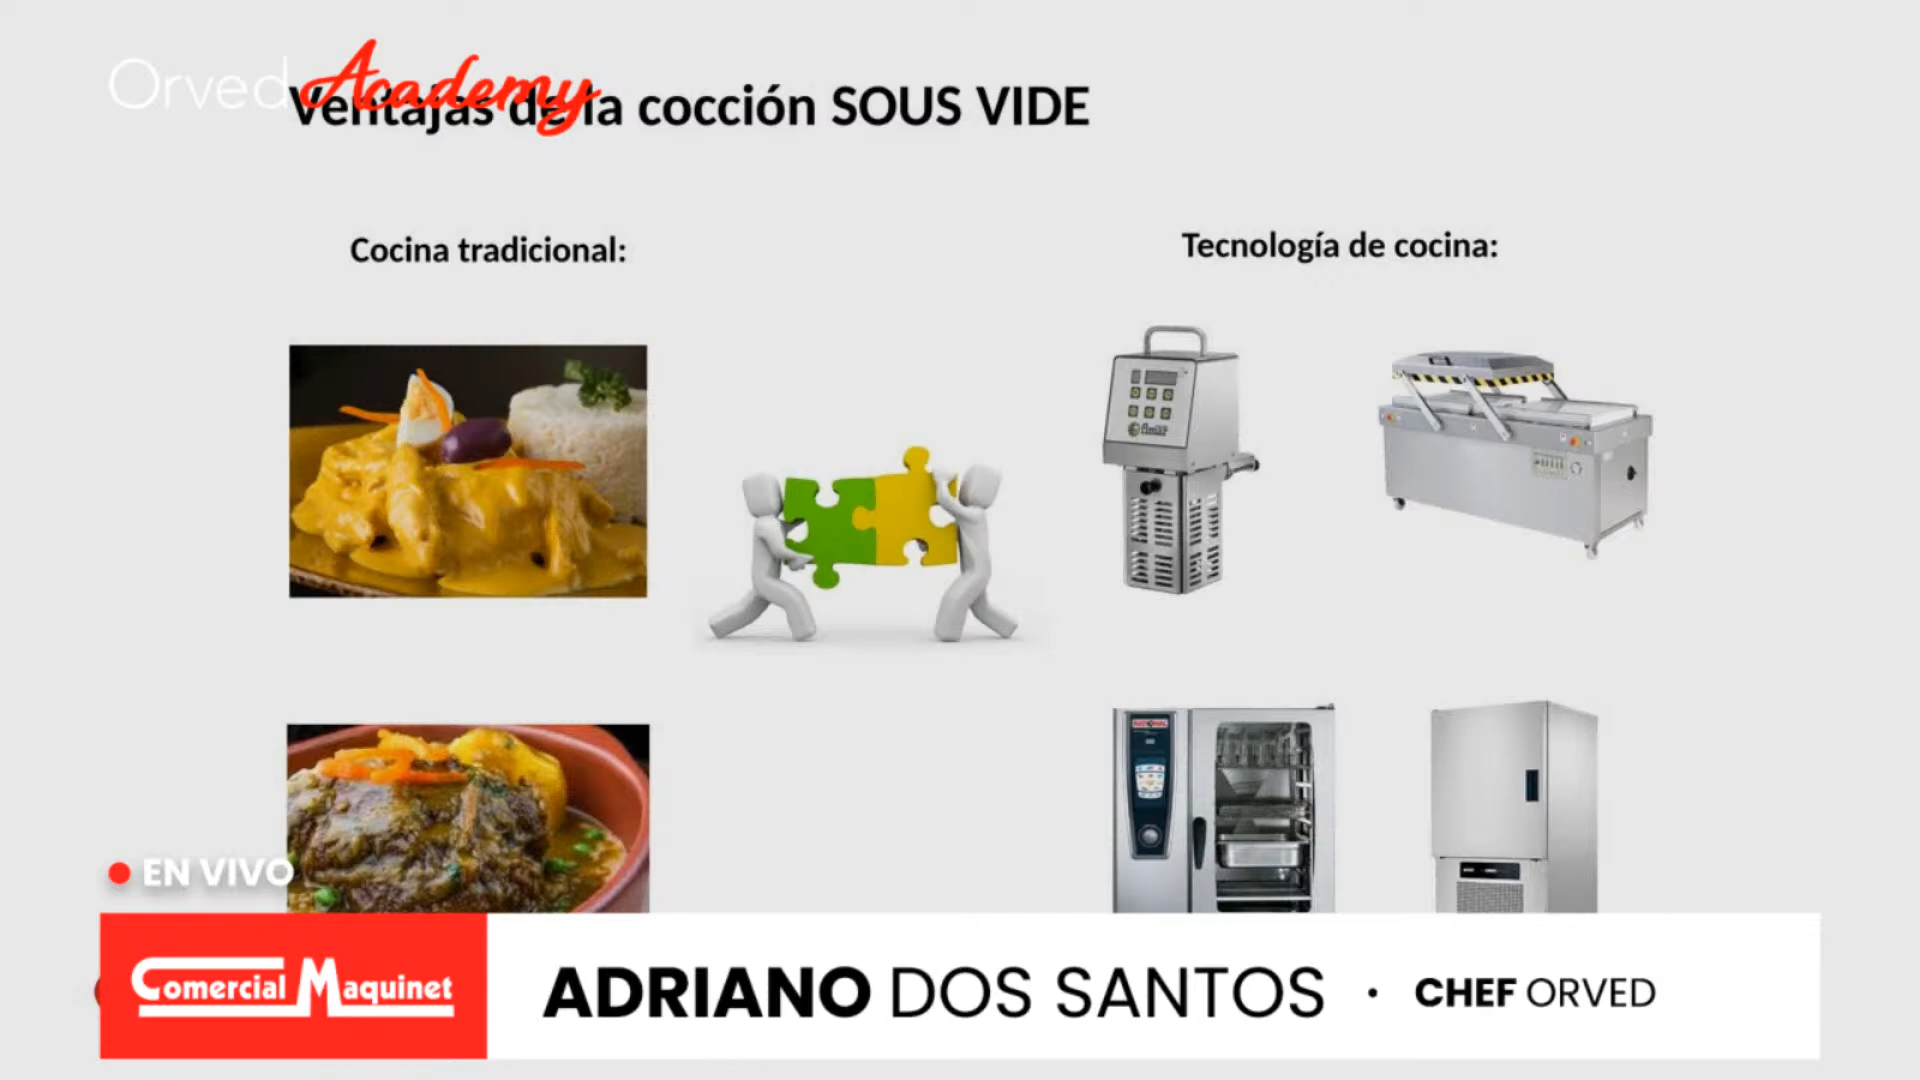 Orved Academy
Ventajas de la cocción SOUS VIDE
Cocina tradicional:
Tecnología de cocina:
RATIONAL
EN VIVO
Comercial Maquinet
ADRIANO DOS SANTOS • CHEF ORVED